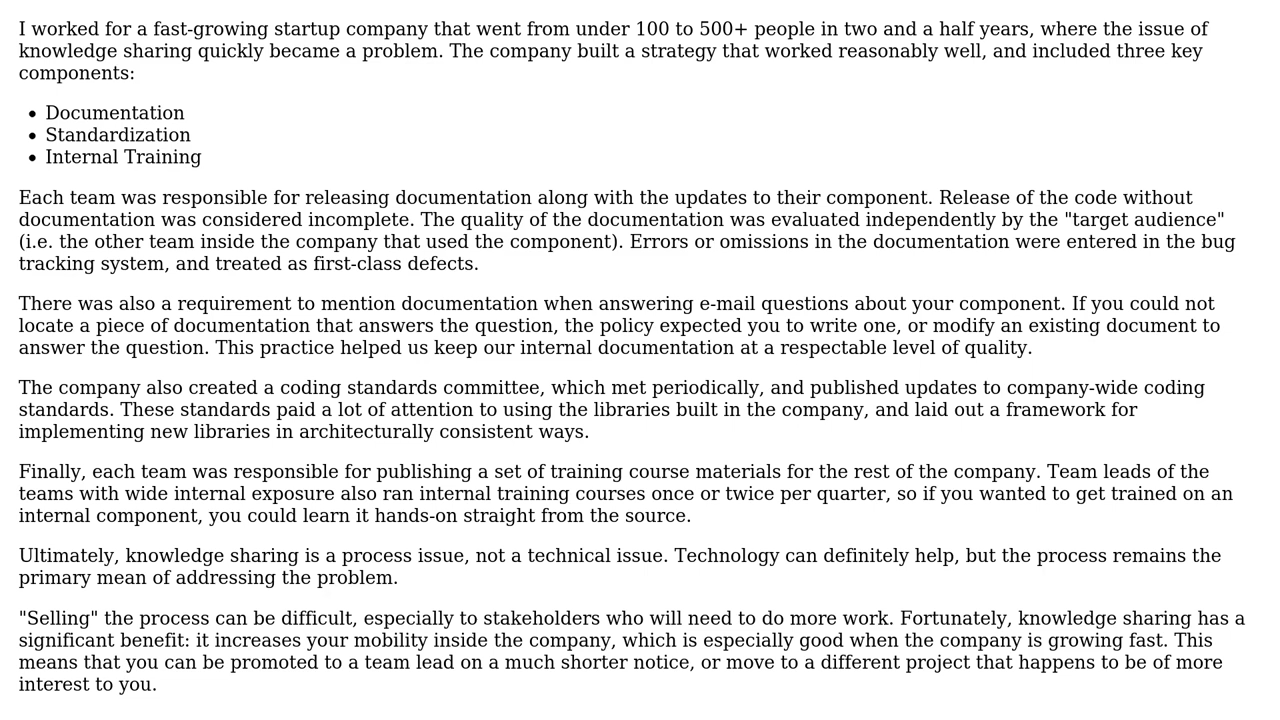 I worked for a fast-growing startup company that went from under 100 to 500+ people in two and a half years, where the issue of
knowledge sharing quickly became a problem. The company built a strategy that worked reasonably well, and included three key
components:
• Documentation
• Standardization
• Internal Training
Each team was responsible for releasing documentation along with the updates to their component. Release of the code without
documentation was considered incomplete. The quality of the documentation was evaluated independently by the "target audience"
(i.e. the other team inside the company that used the component). Errors or omissions in the documentation were entered in the bug
tracking system, and treated as first-class defects.
There was also a requirement to mention documentation when answering e-mail questions about your component. If you could not
locate a piece of documentation that answers the question, the policy expected you to write one, or modify an existing document to
answer the question. This practice helped us keep our internal documentation at a respectable level of quality.
The company also created a coding standards committee, which met periodically, and published updates to company-wide coding
standards. These standards paid a lot of attention to using the libraries built in the company, and laid out a framework for
implementing new libraries in architecturally consistent ways.
Finally, each team was responsible for publishing a set of training course materials for the rest of the company. Team leads of the
teams with wide internal exposure also ran internal training courses once or twice per quarter, so if you wanted to get trained on an
internal component, you could learn it hands-on straight from the source.
Ultimately, knowledge sharing is a process issue, not a technical issue. Technology can definitely help, but the process remains the
primary mean of addressing the problem.
"Selling" the process can be difficult, especially to stakeholders who will need to do more work. Fortunately, knowledge sharing has a
significant benefit: it increases your mobility inside the company, which is especially good when the company is growing fast. This
means that you can be promoted to a team lead on a much shorter notice, or move to a different project that happens to be of more
interest to you.